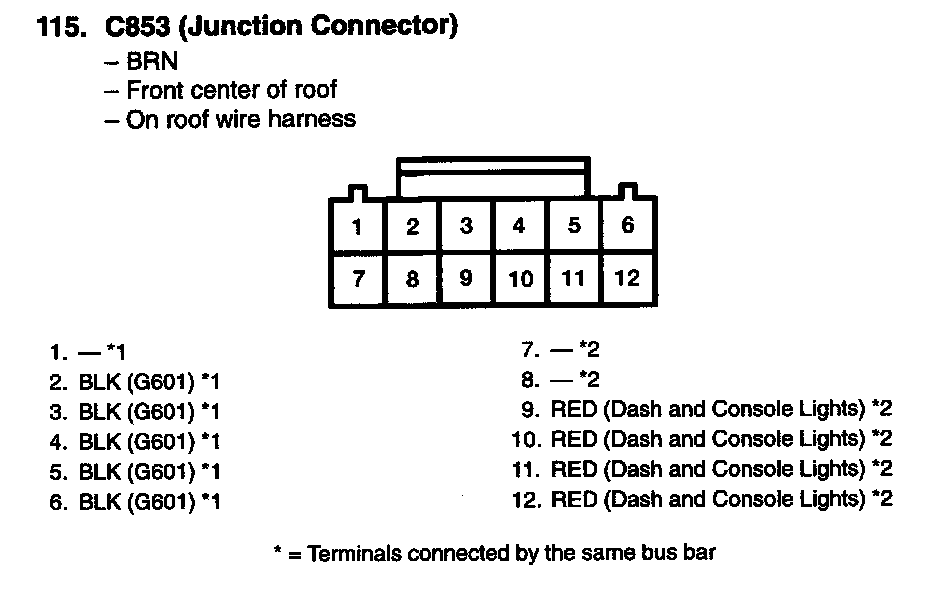 115. C853 (Junction Connector)
– BRN
– Front center of roof
– On roof wire harness
1 2 3 4 5 6
7 8 9 10 11 12
1. — *1
2. BLK (G601) *1
3. BLK (G601) *1
4. BLK (G601) *1
5. BLK (G601) *1
6. BLK (G601) *1
7. — *2
8. — *2
9. RED (Dash and Console Lights) *2
10. RED (Dash and Console Lights) *2
11. RED (Dash and Console Lights) *2
12. RED (Dash and Console Lights) *2
* = Terminals connected by the same bus bar